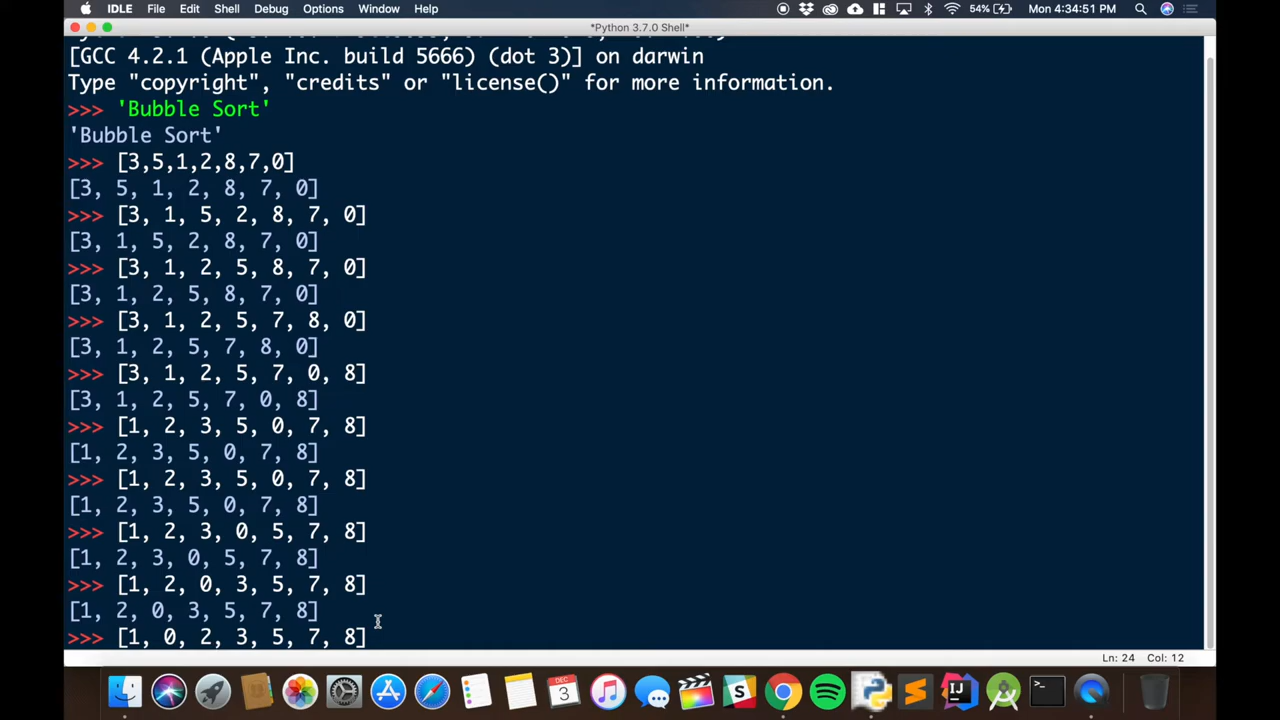 IDLE File Edit Shell Debug Options Window Help 54% Mon 4:34:51 PM
*Python 3.7.0 Shell*
[GCC 4.2.1 (Apple Inc. build 5666) (dot 3)] on darwin
Type "copyright", "credits" or "license()" for more information.
>>> 'Bubble Sort'
'Bubble Sort'
>>> [3,5,1,2,8,7,0]
[3, 5, 1, 2, 8, 7, 0]
>>> [3, 1, 5, 2, 8, 7, 0]
[3, 1, 5, 2, 8, 7, 0]
>>> [3, 1, 2, 5, 8, 7, 0]
[3, 1, 2, 5, 8, 7, 0]
>>> [3, 1, 2, 5, 7, 8, 0]
[3, 1, 2, 5, 7, 8, 0]
>>> [3, 1, 2, 5, 7, 0, 8]
[3, 1, 2, 5, 7, 0, 8]
>>> [1, 2, 3, 5, 0, 7, 8]
[1, 2, 3, 5, 0, 7, 8]
>>> [1, 2, 3, 5, 0, 7, 8]
[1, 2, 3, 5, 0, 7, 8]
>>> [1, 2, 3, 0, 5, 7, 8]
[1, 2, 3, 0, 5, 7, 8]
>>> [1, 2, 0, 3, 5, 7, 8]
[1, 2, 0, 3, 5, 7, 8]
>>> [1, 0, 2, 3, 5, 7, 8]
Ln: 24 Col: 12
DEC
3